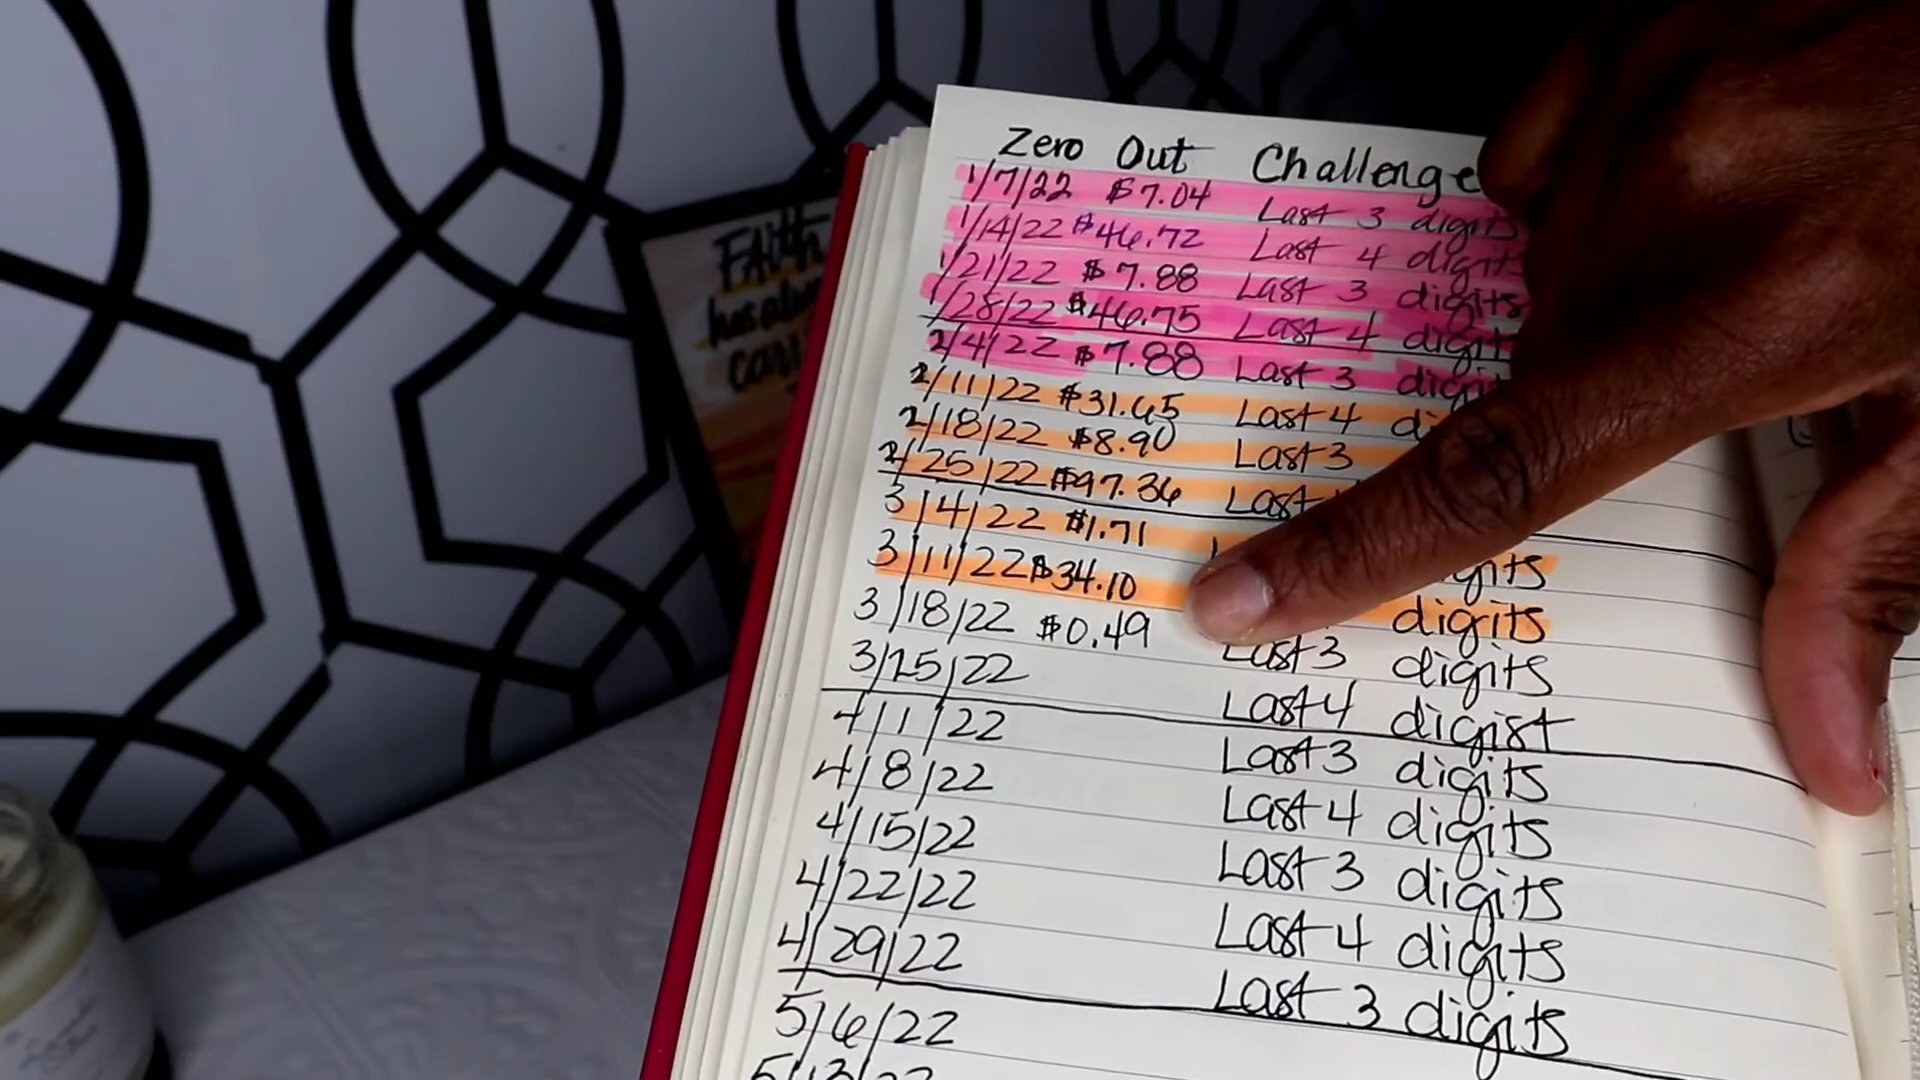 FAith
has
Zero Out Challenge
1/7/22 $7.04 Last 3 digits
1/14/22 $46.72 Last 4 digits
1/21/22 $7.88 Last 3 digits
1/28/22 $46.75 Last 4 digits
2/4/22 $7.88 Last 3 digits
2/11/22 $31.65 Last 4
2/18/22 $8.90 Last 3
2/25/22 $97.36 Last
3/4/22 $1.71
3/11/22 $34.10 digits
3/18/22 $0.49 Last 3 digits
3/25/22 Last 4 digist
4/1/22 Last 3 digits
4/8/22 Last 4 digits
4/15/22 Last 3 digits
4/22/22 Last 4 digits
4/29/22 Last 3 digits
5/6/22